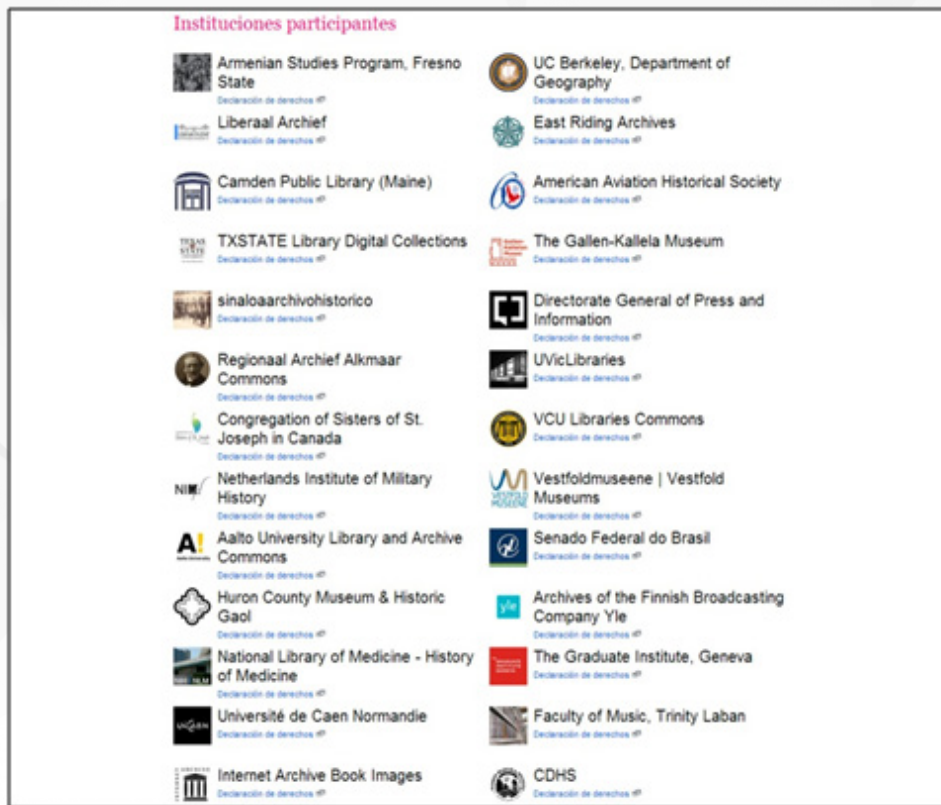 Instituciones participantes
Armenian Studies Program, Fresno
State
Declaración de derechos
UC Berkeley, Department of
Geography
Declaración de derechos
Liberaal Archief
Declaración de derechos
East Riding Archives
Declaración de derechos
Camden Public Library (Maine)
Declaración de derechos
American Aviation Historical Society
Declaración de derechos
TEXAS
STATE
TXSTATE Library Digital Collections
Declaración de derechos
The Gallen-Kallela Museum
Declaración de derechos
sinaloaarchivohistorico
Declaración de derechos
Directorate General of Press and
Information
Declaración de derechos
Regionaal Archief Alkmaar
Commons
Declaración de derechos
UVicLibraries
Declaración de derechos
Congregation of Sisters of St.
Joseph in Canada
Declaración de derechos
VCU Libraries Commons
Declaración de derechos
Netherlands Institute of Military
History
Declaración de derechos
VESTFOLD
MUSEENE
Vestfoldmuseene | Vestfold
Museums
Declaración de derechos
A!
Aalto University Library and Archive
Commons
Declaración de derechos
Senado Federal do Brasil
Declaración de derechos
Huron County Museum & Historic
Gaol
Declaración de derechos
yle
Archives of the Finnish Broadcasting
Company Yle
Declaración de derechos
National Library of Medicine - History
of Medicine
Declaración de derechos
The Graduate Institute, Geneva
Declaración de derechos
Université de Caen Normandie
Declaración de derechos
Faculty of Music, Trinity Laban
Declaración de derechos
Internet Archive Book Images
Declaración de derechos
CDHS
Declaración de derechos